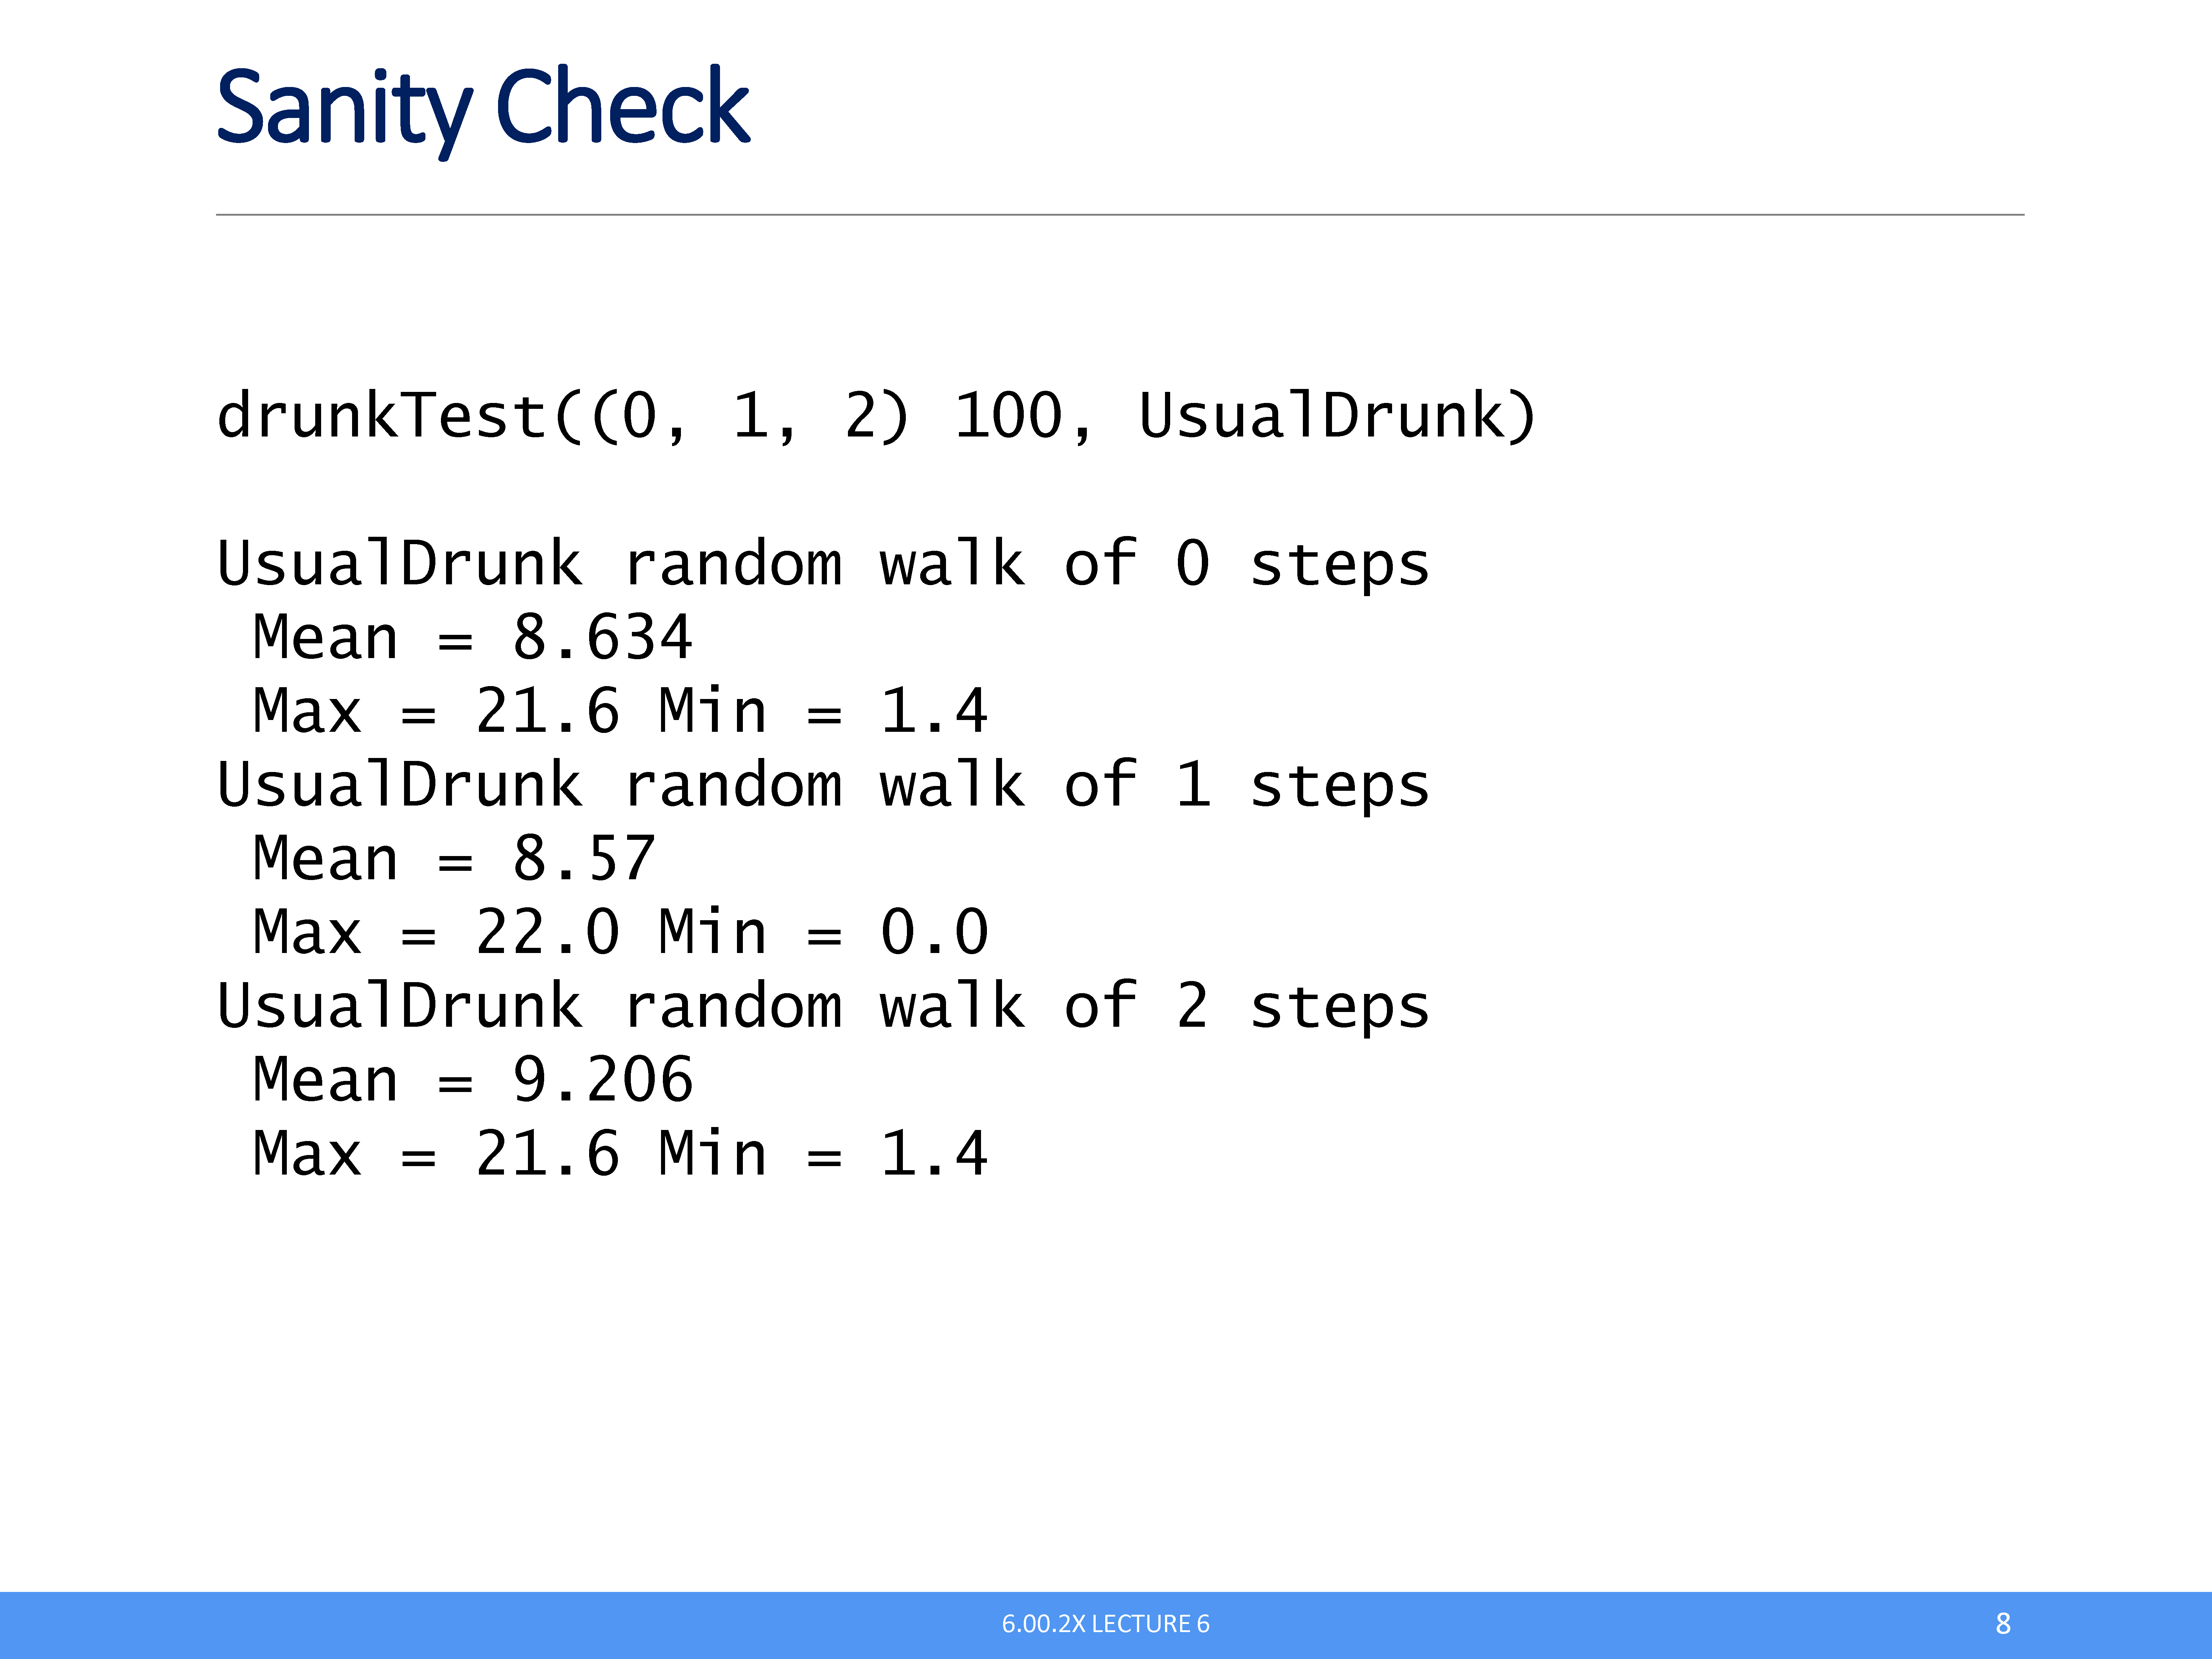 Sanity Check
drunkTest((0, 1, 2) 100, UsualDrunk)
UsualDrunk random walk of 0 steps
Mean = 8.634
Max = 21.6 Min = 1.4
UsualDrunk random walk of 1 steps
Mean = 8.57
Max = 22.0 Min = 0.0
UsualDrunk random walk of 2 steps
Mean = 9.206
Max = 21.6 Min = 1.4
6.00.2X LECTURE 6
8